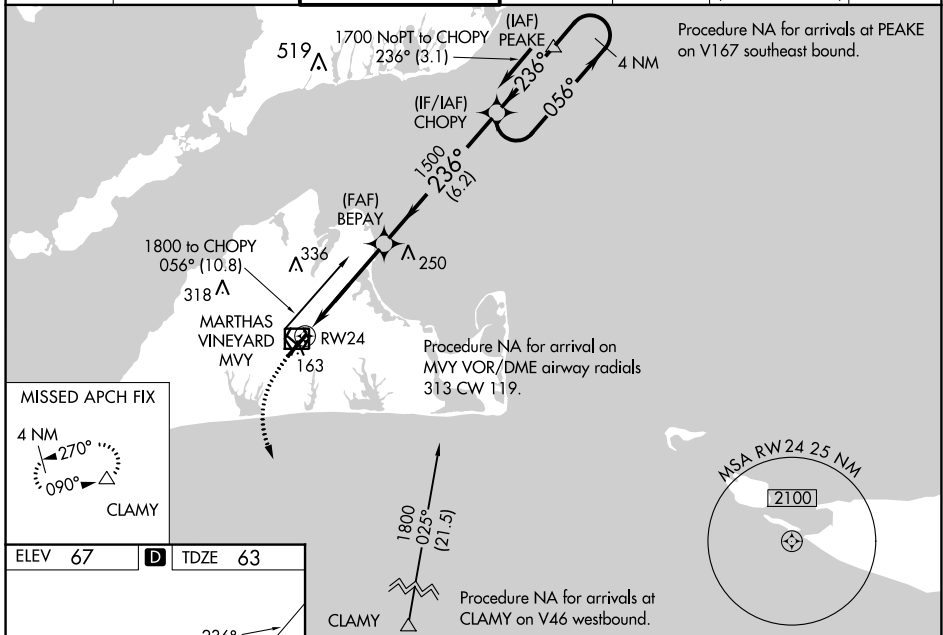 519
1700 NoPT to CHOPY
236° (3.1)
(IAF)
PEAKE
236°
056°
4 NM
Procedure NA for arrivals at PEAKE
on V167 southeast bound.
(IF/IAF)
CHOPY
1500
236°
(6.2)
(FAF)
BEPAY
250
1800 to CHOPY
056° (10.8)
336
318
MARTHAS
VINEYARD
MVY
RW24
163
Procedure NA for arrival on
MVY VOR/DME airway radials
313 CW 119.
MISSED APCH FIX
4 NM
270°
090°
CLAMY
MSA RW24 25 NM
2100
1800
025°
(21.5)
CLAMY
Procedure NA for arrivals at
CLAMY on V46 westbound.
ELEV 67 D TDZE 63